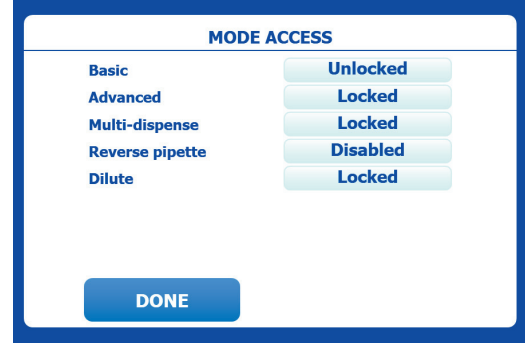 MODE ACCESS
Basic Unlocked
Advanced Locked
Multi-dispense Locked
Reverse pipette Disabled
Dilute Locked
DONE